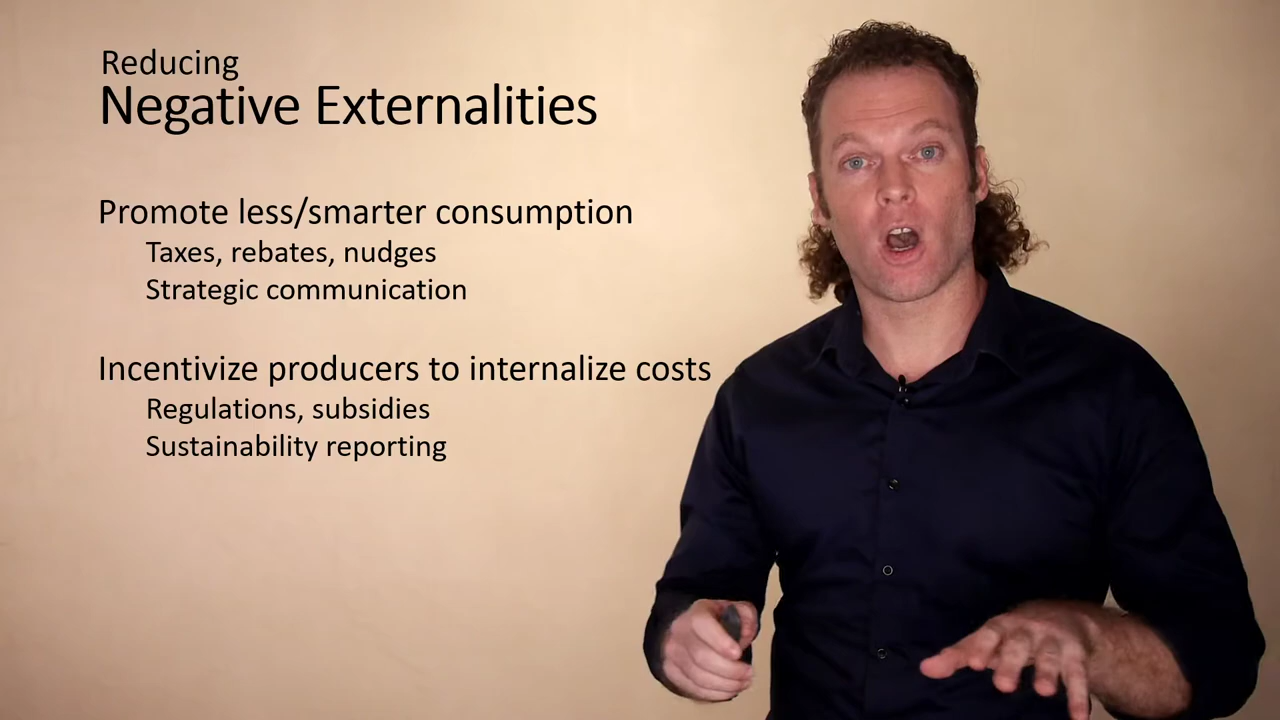 Reducing
Negative Externalities
Promote less/smarter consumption
Taxes, rebates, nudges
Strategic communication
Incentivize producers to internalize costs
Regulations, subsidies
Sustainability reporting